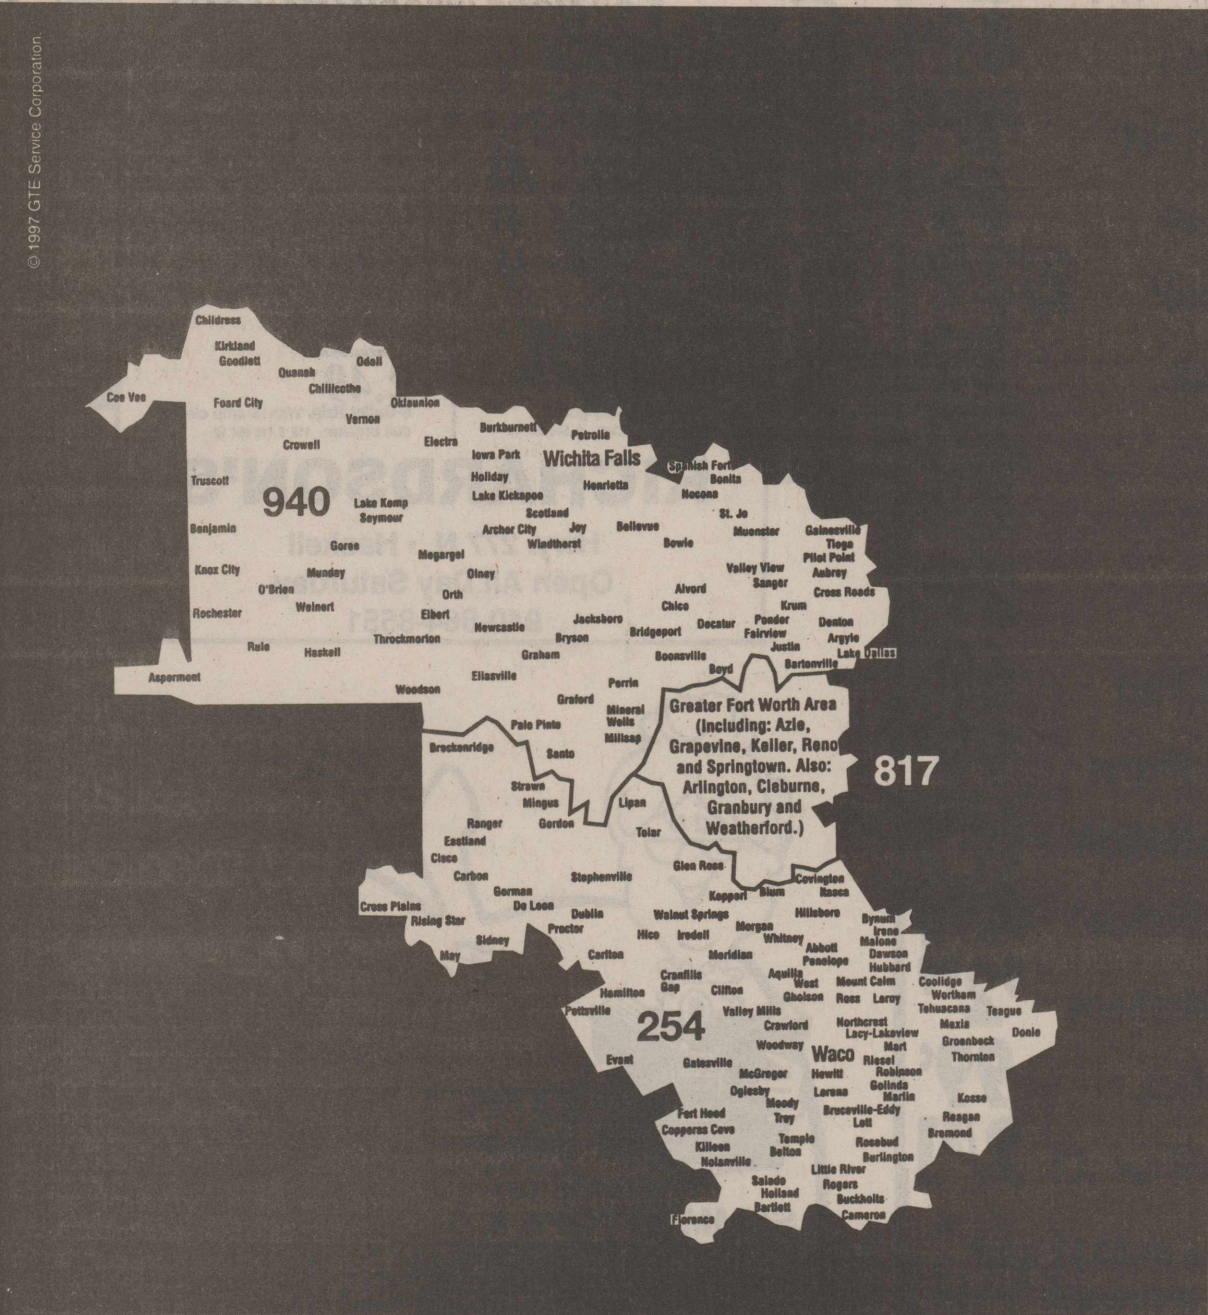 © 1997 GTE Service Corporation.
Childress
Kirkland
Goodlett
Odell
Quanah
Chillicothe
Cee Vee
Foard City
Oklaunion
Vernon
Burkburnett
Petrolia
Electra
Crowell
Iowa Park
Wichita Falls
Spanish Fort
Truscott
Holiday
Henrietta
Bonita
940
Lake Kickapoo
Nocona
Lake Kemp
Seymour
Scotland
St. Jo
Benjamin
Archer City
Joy
Bellevue
Muenster
Gainesville
Goree
Windthorst
Bowie
Tioga
Megargel
Pilot Point
Knox City
Munday
Olney
Valley View
Aubrey
O'Brien
Alvord
Sanger
Cross Roads
Orth
Rochester
Weinert
Elbert
Chico
Krum
Newcastle
Jacksboro
Decatur
Ponder
Denton
Throckmorton
Bryson
Bridgeport
Fairview
Argyle
Rule
Haskell
Graham
Boonsville
Justin
Lake Dallas
Aspermont
Eliasville
Boyd
Bartonville
Woodson
Perrin
Graford
Mineral
Wells
Palo Pinto
Millsap
Santo
Greater Fort Worth Area
(Including: Azle,
Grapevine, Keller, Reno
and Springtown. Also:
Arlington, Cleburne,
Granbury and
Weatherford.)
817
Breckenridge
Strawn
Mingus
Lipan
Ranger
Gordon
Tolar
Eastland
Cisco
Glen Rose
Carbon
Stephenville
Covington
Gorman
Kopperl
Blum
Itasca
Cross Plains
De Leon
Rising Star
Dublin
Walnut Springs
Hillsboro
Bynum
Proctor
Hico
Iredell
Morgan
Irene
Sidney
Whitney
Malone
May
Carlton
Meridian
Abbott
Dawson
Penelope
Hubbard
Cranfills
Gap
Aquilla
West
Mount Calm
Coolidge
Hamilton
Clifton
Gholson
Ross
Leroy
Wortham
Pottsville
Valley Mills
Tehuacana
Teague
254
Crawford
Northcrest
Mexia
Lacy-Lakeview
Donie
Woodway
Mart
Groesbeck
Evant
Gatesville
Waco
Riesel
Thornton
McGregor
Hewitt
Robinson
Golinda
Oglesby
Lorena
Marlin
Kosse
Moody
Bruceville-Eddy
Fort Hood
Troy
Lott
Reagan
Copperas Cove
Bremond
Killeen
Temple
Rosebud
Nolanville
Belton
Burlington
Little River
Salado
Rogers
Holland
Buckholts
Bartlett
Cameron
Florence